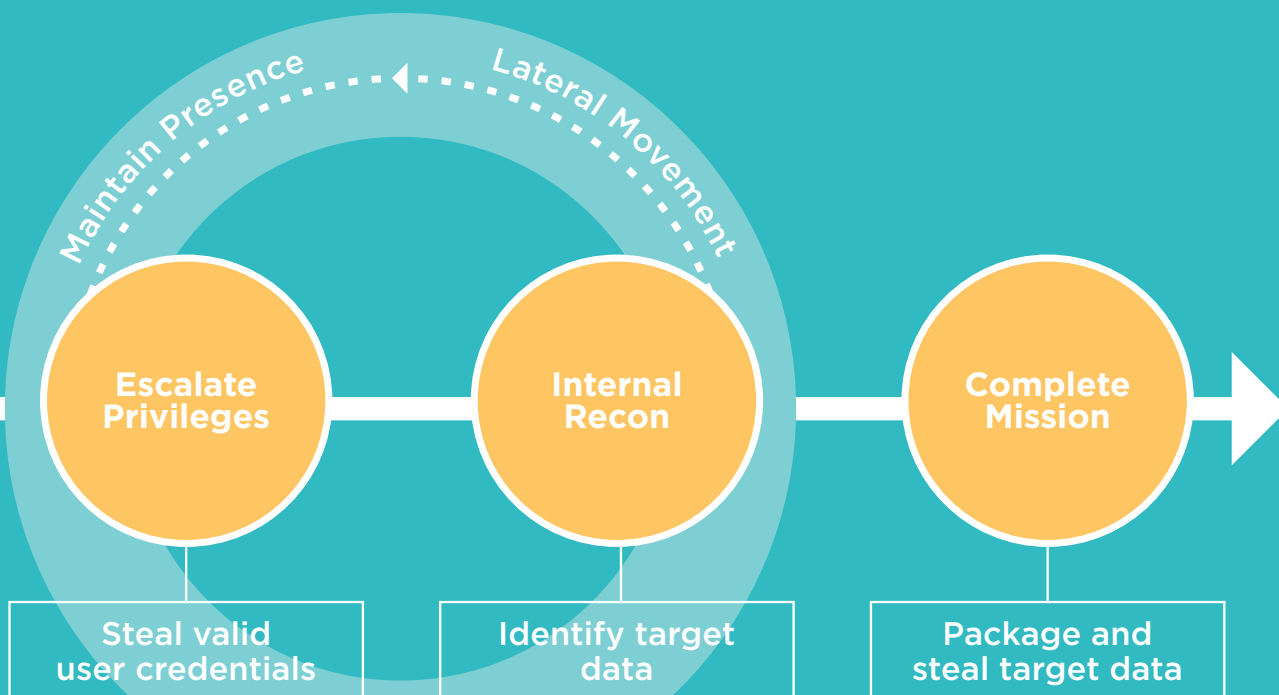 Maintain Presence
Lateral Movement
Escalate
Privileges
Internal
Recon
Complete
Mission
Steal valid
user credentials
Identify target
data
Package and
steal target data